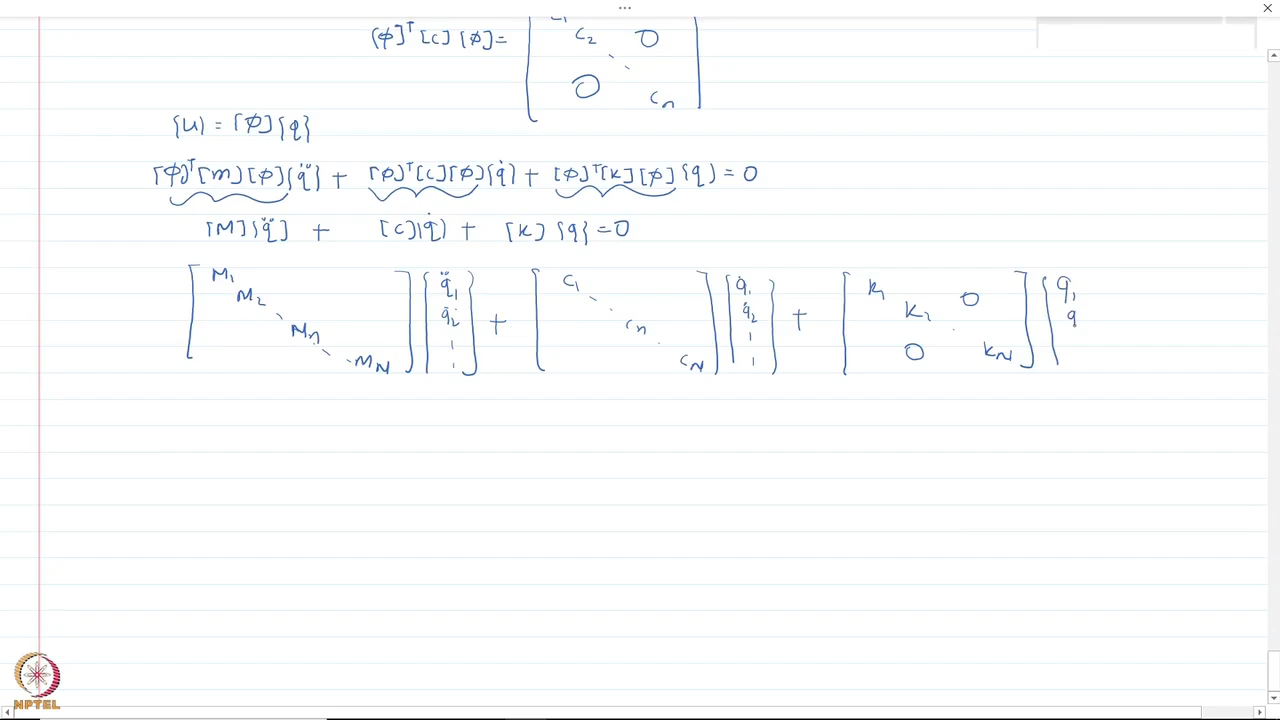 [ϕ]ᵀ[c][ϕ] = [c₁ c₂ 0 ⋱ 0 cₙ]
{u} = [ϕ]{q}
[ϕ]ᵀ[m][ϕ]{q̈} + [ϕ]ᵀ[c][ϕ]{q̇} + [ϕ]ᵀ[k][ϕ]{q} = 0
[M]{q̈} + [C]{q̇} + [K]{q} = 0
[M₁ M₂ ⋱ Mₙ ⋱ M_N]{q̈₁ q̈₂ ⋮} + [C₁ ⋱ Cₙ ⋱ C_N]{q̇₁ q̇₂ ⋮} + [K₁ K₂ 0 ⋱ 0 K_N]{q₁ q
NPTEL